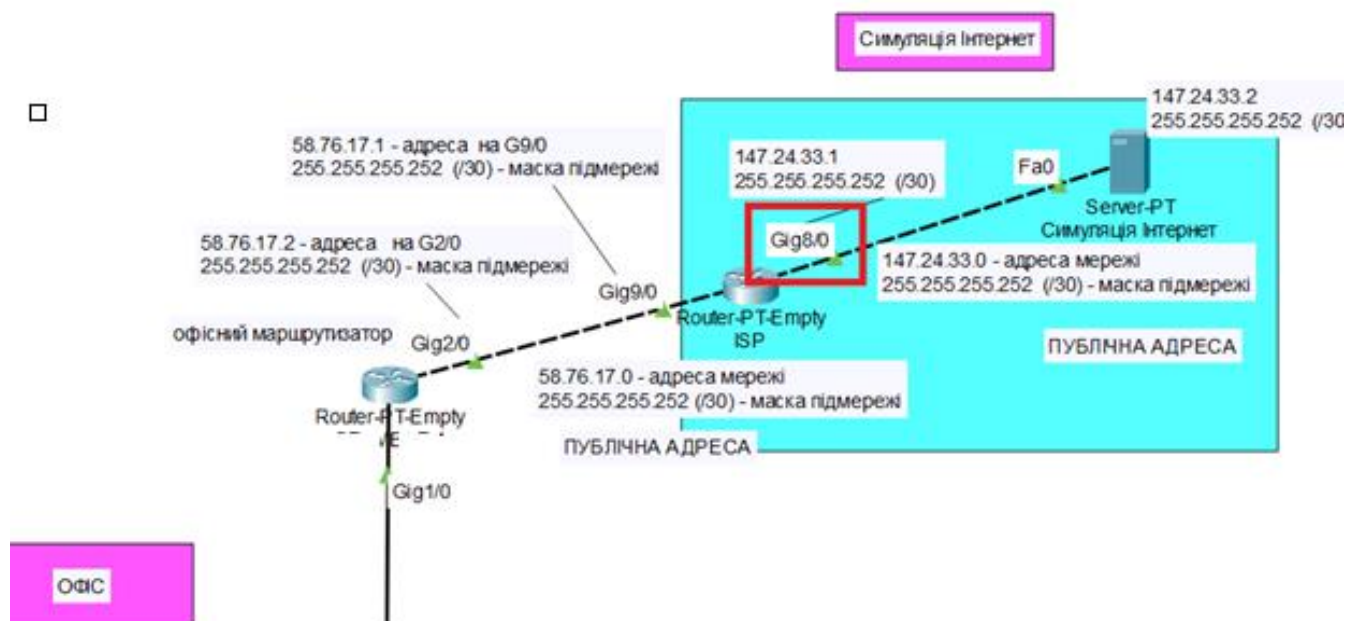 Симуляція Інтернет
147.24.33.2
255.255.255.252 (/30
58.76.17.1 - адреса на G9/0
255.255.255.252 (/30) - маска підмережі
147.24.33.1
255.255.255.252 (/30)
Fa0
Server-PT
Симуляція Інтернет
58.76.17.2 - адреса на G2/0
255.255.255.252 (/30) - маска підмережі
Gig8/0
147.24.33.0 - адреса мережі
255.255.255.252 (/30) - маска підмережі
Gig9/0
Router-PT-Empty
ISP
офісний маршрутизатор
Gig2/0
ПУБЛІЧНА АДРЕСА
58.76.17.0 - адреса мережі
255.255.255.252 (/30) - маска підмережі
Router-PT-Empty
ПУБЛІЧНА АДРЕСА
Gig1/0
ОФІС